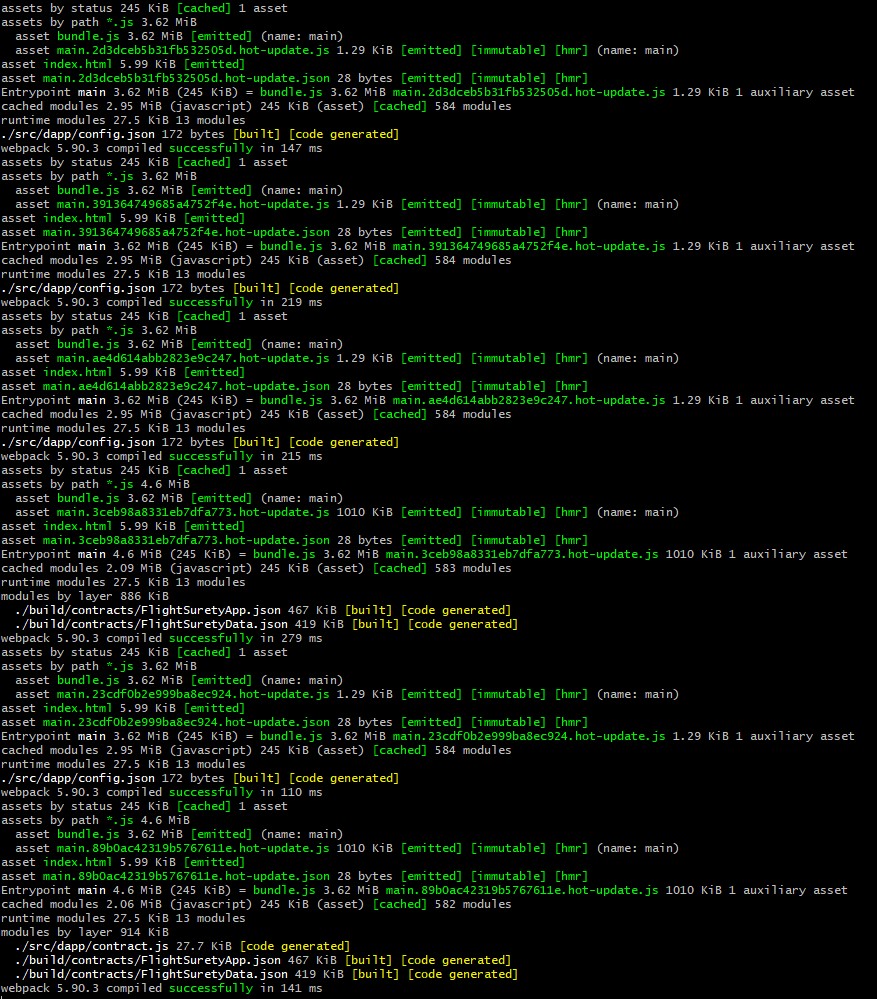 assets by status 245 KiB [cached] 1 asset
assets by path *.js 3.62 MiB
  asset bundle.js 3.62 MiB [emitted] (name: main)
  asset main.2d3dceb5b31fb532505d.hot-update.js 1.29 KiB [emitted] [immutable] [hmr] (name: main)
asset index.html 5.99 KiB [emitted]
asset main.2d3dceb5b31fb532505d.hot-update.json 28 bytes [emitted] [immutable] [hmr]
Entrypoint main 3.62 MiB (245 KiB) = bundle.js 3.62 MiB main.2d3dceb5b31fb532505d.hot-update.js 1.29 KiB 1 auxiliary asset
cached modules 2.95 MiB (javascript) 245 KiB (asset) [cached] 584 modules
runtime modules 27.5 KiB 13 modules
./src/dapp/config.json 172 bytes [built] [code generated]
webpack 5.90.3 compiled successfully in 147 ms
assets by status 245 KiB [cached] 1 asset
assets by path *.js 3.62 MiB
  asset bundle.js 3.62 MiB [emitted] (name: main)
  asset main.391364749685a4752f4e.hot-update.js 1.29 KiB [emitted] [immutable] [hmr] (name: main)
asset index.html 5.99 KiB [emitted]
asset main.391364749685a4752f4e.hot-update.json 28 bytes [emitted] [immutable] [hmr]
Entrypoint main 3.62 MiB (245 KiB) = bundle.js 3.62 MiB main.391364749685a4752f4e.hot-update.js 1.29 KiB 1 auxiliary asset
cached modules 2.95 MiB (javascript) 245 KiB (asset) [cached] 584 modules
runtime modules 27.5 KiB 13 modules
./src/dapp/config.json 172 bytes [built] [code generated]
webpack 5.90.3 compiled successfully in 219 ms
assets by status 245 KiB [cached] 1 asset
assets by path *.js 3.62 MiB
  asset bundle.js 3.62 MiB [emitted] (name: main)
  asset main.ae4d614abb2823e9c247.hot-update.js 1.29 KiB [emitted] [immutable] [hmr] (name: main)
asset index.html 5.99 KiB [emitted]
asset main.ae4d614abb2823e9c247.hot-update.json 28 bytes [emitted] [immutable] [hmr]
Entrypoint main 3.62 MiB (245 KiB) = bundle.js 3.62 MiB main.ae4d614abb2823e9c247.hot-update.js 1.29 KiB 1 auxiliary asset
cached modules 2.95 MiB (javascript) 245 KiB (asset) [cached] 584 modules
runtime modules 27.5 KiB 13 modules
./src/dapp/config.json 172 bytes [built] [code generated]
webpack 5.90.3 compiled successfully in 215 ms
assets by status 245 KiB [cached] 1 asset
assets by path *.js 4.6 MiB
  asset bundle.js 3.62 MiB [emitted] (name: main)
  asset main.3ceb98a8331eb7dfa773.hot-update.js 1010 KiB [emitted] [immutable] [hmr] (name: main)
asset index.html 5.99 KiB [emitted]
asset main.3ceb98a8331eb7dfa773.hot-update.json 28 bytes [emitted] [immutable] [hmr]
Entrypoint main 4.6 MiB (245 KiB) = bundle.js 3.62 MiB main.3ceb98a8331eb7dfa773.hot-update.js 1010 KiB 1 auxiliary asset
cached modules 2.09 MiB (javascript) 245 KiB (asset) [cached] 583 modules
runtime modules 27.5 KiB 13 modules
modules by layer 886 KiB
  ./build/contracts/FlightSuretyApp.json 467 KiB [built] [code generated]
  ./build/contracts/FlightSuretyData.json 419 KiB [built] [code generated]
webpack 5.90.3 compiled successfully in 279 ms
assets by status 245 KiB [cached] 1 asset
assets by path *.js 3.62 MiB
  asset bundle.js 3.62 MiB [emitted] (name: main)
  asset main.23cdf0b2e999ba8ec924.hot-update.js 1.29 KiB [emitted] [immutable] [hmr] (name: main)
asset index.html 5.99 KiB [emitted]
asset main.23cdf0b2e999ba8ec924.hot-update.json 28 bytes [emitted] [immutable] [hmr]
Entrypoint main 3.62 MiB (245 KiB) = bundle.js 3.62 MiB main.23cdf0b2e999ba8ec924.hot-update.js 1.29 KiB 1 auxiliary asset
cached modules 2.95 MiB (javascript) 245 KiB (asset) [cached] 584 modules
runtime modules 27.5 KiB 13 modules
./src/dapp/config.json 172 bytes [built] [code generated]
webpack 5.90.3 compiled successfully in 110 ms
assets by status 245 KiB [cached] 1 asset
assets by path *.js 4.6 MiB
  asset bundle.js 3.62 MiB [emitted] (name: main)
  asset main.89b0ac42319b5767611e.hot-update.js 1010 KiB [emitted] [immutable] [hmr] (name: main)
asset index.html 5.99 KiB [emitted]
asset main.89b0ac42319b5767611e.hot-update.json 28 bytes [emitted] [immutable] [hmr]
Entrypoint main 4.6 MiB (245 KiB) = bundle.js 3.62 MiB main.89b0ac42319b5767611e.hot-update.js 1010 KiB 1 auxiliary asset
cached modules 2.06 MiB (javascript) 245 KiB (asset) [cached] 582 modules
runtime modules 27.5 KiB 13 modules
modules by layer 914 KiB
  ./src/dapp/contract.js 27.7 KiB [code generated]
  ./build/contracts/FlightSuretyApp.json 467 KiB [built] [code generated]
  ./build/contracts/FlightSuretyData.json 419 KiB [built] [code generated]
webpack 5.90.3 compiled successfully in 141 ms